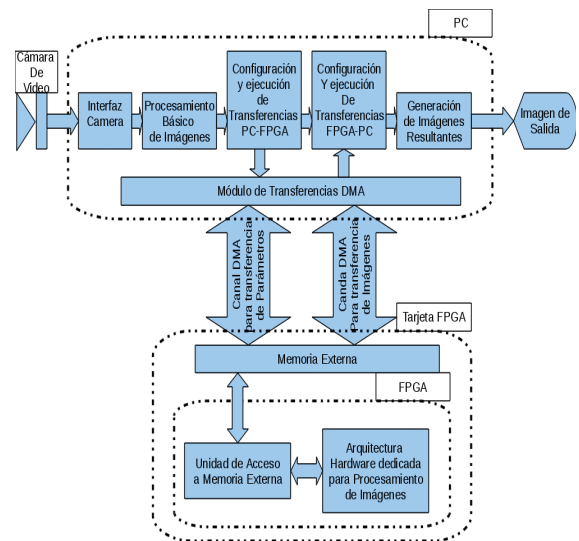 PC
Cámara
De
Vídeo
Interfaz
Camera
Procesamiento
Básico
de Imágenes
Configuración
y ejecución
de
Transferencias
PC-FPGA
Configuración
Y ejecución
De
Transferencias
FPGA-PC
Generación
de Imágenes
Resultantes
Imagen de
Salida
Módulo de Transferencias DMA
Canal DMA
para transferencia
de Parámetros
Canda DMA
Para transferencia
de Imágenes
Tarjeta FPGA
Memoria Externa
FPGA
Unidad de Acceso
a Memoria Externa
Arquitectura
Hardware dedicada
para Procesamiento
de Imágenes